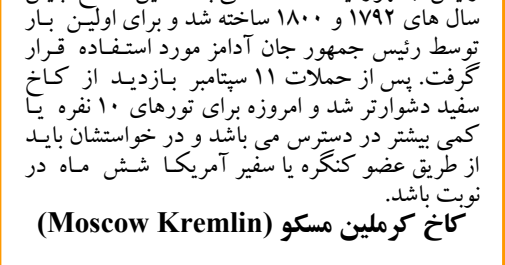 سال های ۱۷۹۲ و ۱۸۰۰ ساخته شد و برای اولین بار
توسط رئیس جمهور جان آدامز مورد استفاده قرار
گرفت. پس از حملات ۱۱ سپتامبر بازدید از کاخ
سفید دشوارتر شد و امروزه برای تورهای ۱۰ نفره یا
کمی بیشتر در دسترس می باشد و در خواستشان باید
از طریق عضو کنگره یا سفیر آمریکا شش ماه در
نوبت باشد.
کاخ کرملین مسکو (Moscow Kremlin)